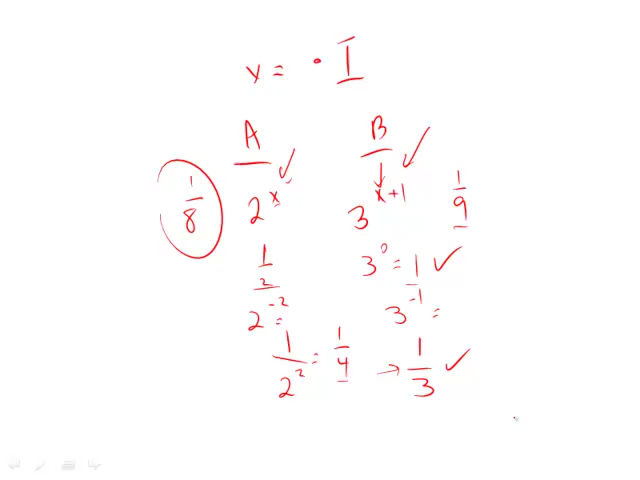 x = · I
A B
1/8 2^x 3^(x+1) 1/9
1/2 3^0 = 1
2^-2 = 3^-1 =
1/2^2 = 1/4 → 1/3